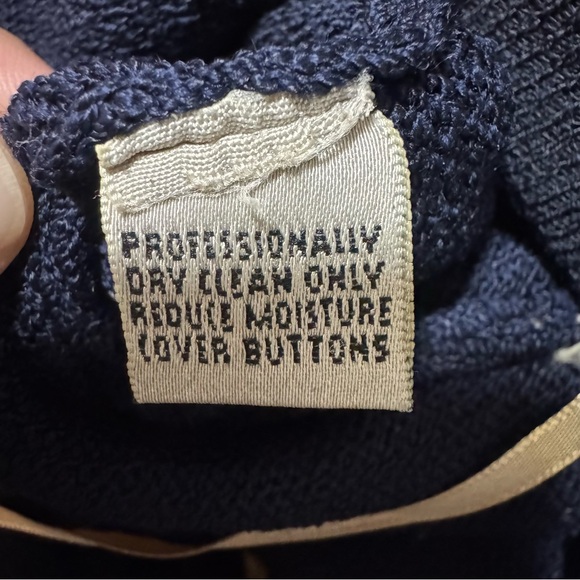 PROFESSIONALLY
DRY CLEAN ONLY
REDUCE MOISTURE
COVER BUTTONS